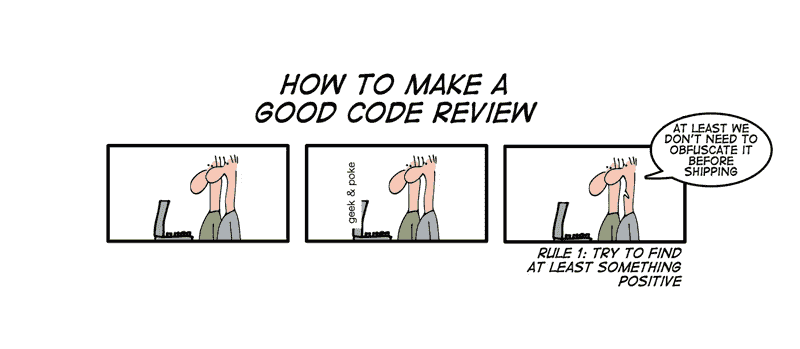 HOW TO MAKE A
GOOD CODE REVIEW
geek & poke
AT LEAST WE
DON'T NEED TO
OBFUSCATE IT
BEFORE
SHIPPING
RULE 1: TRY TO FIND
AT LEAST SOMETHING
POSITIVE